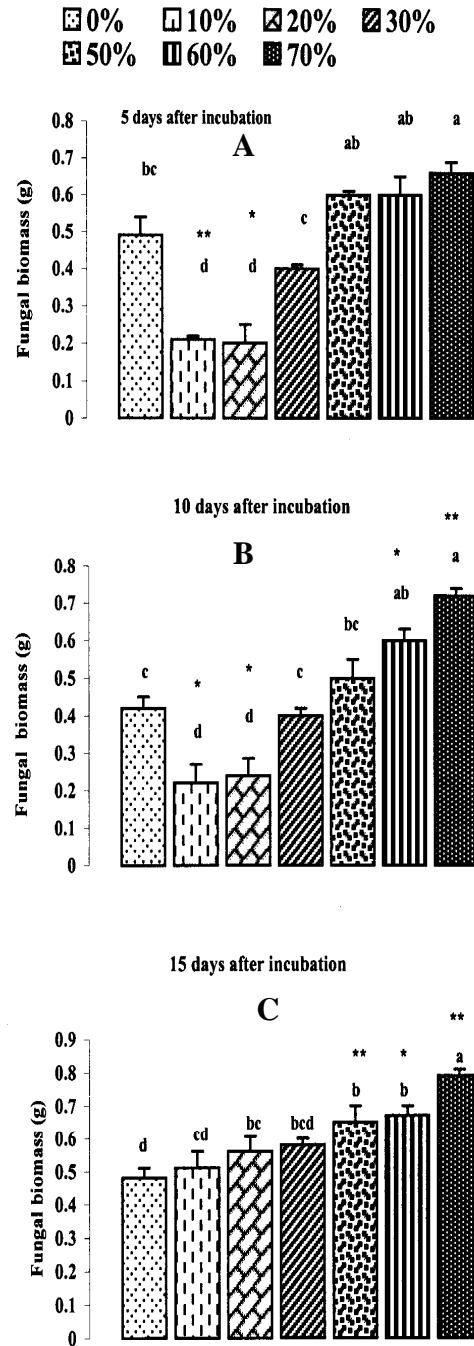 0% 10% 20% 30%
50% 60% 70%
5 days after incubation
A
Fungal biomass (g)
0.8
0.7
0.6
0.5
0.4
0.3
0.2
0.1
0
bc
**
d
*
d
c
ab
ab
a
10 days after incubation
B
Fungal biomass (g)
0.8
0.7
0.6
0.5
0.4
0.3
0.2
0.1
0
c
*
d
*
d
c
bc
*
ab
**
a
15 days after incubation
C
Fungal biomass (g)
0.9
0.8
0.7
0.6
0.5
0.4
0.3
0.2
0.1
0
d
cd
bc
bcd
**
b
*
b
**
a